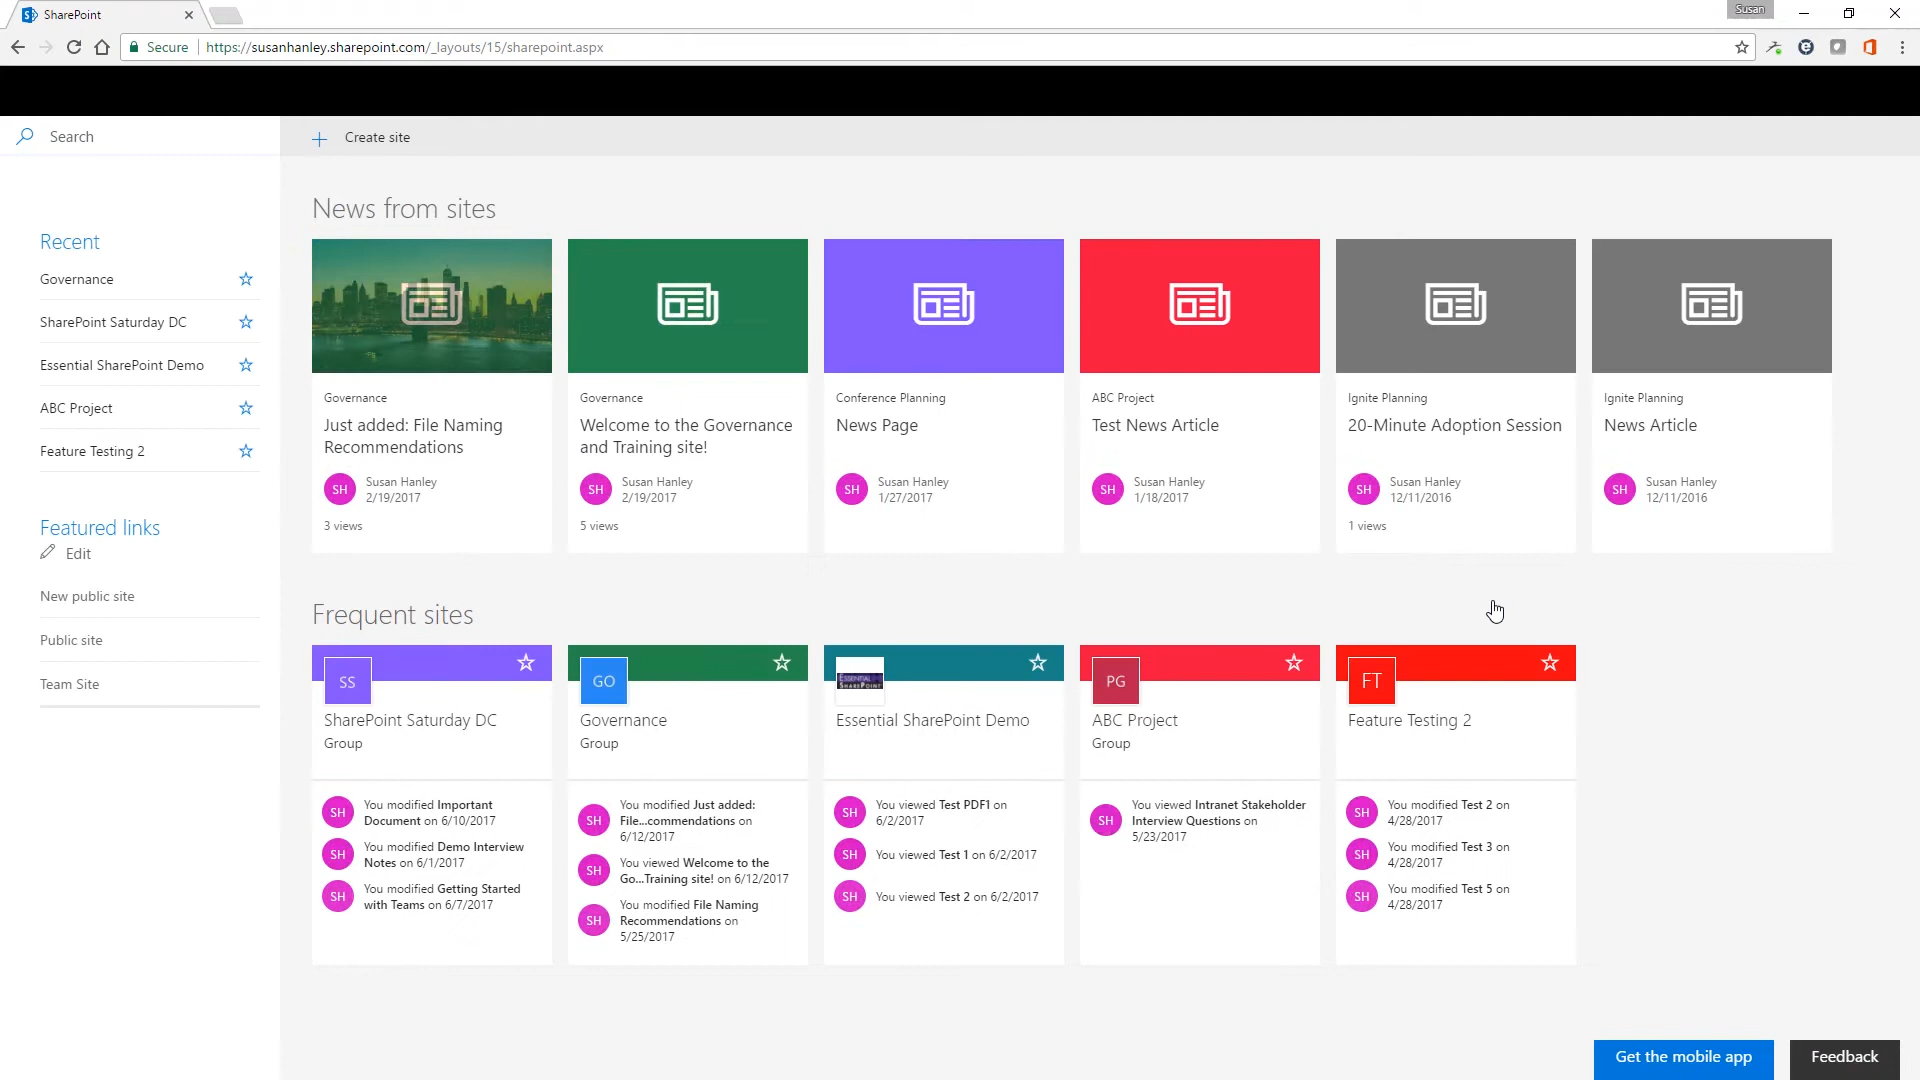 SharePoint
Susan
Secure
https://susanhanley.sharepoint.com/_layouts/15/sharepoint.aspx
Search
Create site
Recent
Governance
SharePoint Saturday DC
Essential SharePoint Demo
ABC Project
Feature Testing 2
Featured links
Edit
New public site
Public site
Team Site
News from sites
Governance
Just added: File Naming
Recommendations
SH
Susan Hanley
2/19/2017
3 views
Governance
Welcome to the Governance
and Training site!
SH
Susan Hanley
2/19/2017
5 views
Conference Planning
News Page
SH
Susan Hanley
1/27/2017
ABC Project
Test News Article
SH
Susan Hanley
1/18/2017
Ignite Planning
20-Minute Adoption Session
SH
Susan Hanley
12/11/2016
1 views
Ignite Planning
News Article
SH
Susan Hanley
12/11/2016
Frequent sites
SS
SharePoint Saturday DC
Group
SH
You modified Important
Document on 6/10/2017
SH
You modified Demo Interview
Notes on 6/1/2017
SH
You modified Getting Started
with Teams on 6/7/2017
GO
Governance
Group
SH
You modified Just added:
File...commendations on
6/12/2017
SH
You viewed Welcome to the
Go...Training site! on 6/12/2017
SH
You modified File Naming
Recommendations on
5/25/2017
ESSENTIAL
SHAREPOINT
Essential SharePoint Demo
SH
You viewed Test PDF1 on
6/2/2017
SH
You viewed Test 1 on 6/2/2017
SH
You viewed Test 2 on 6/2/2017
PG
ABC Project
Group
SH
You viewed Intranet Stakeholder
Interview Questions on
5/23/2017
FT
Feature Testing 2
SH
You modified Test 2 on
4/28/2017
SH
You modified Test 3 on
4/28/2017
SH
You modified Test 5 on
4/28/2017
Get the mobile app
Feedback